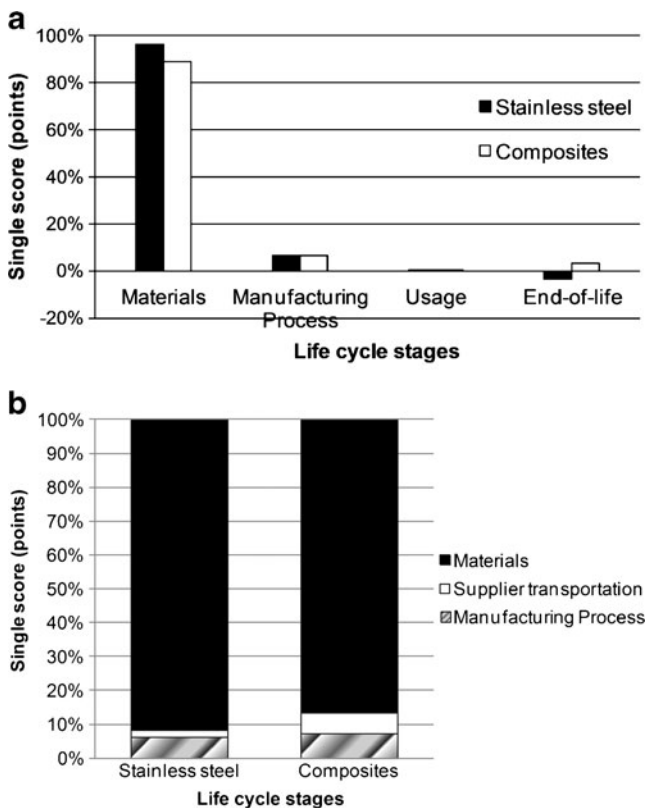 a
Single score (points)
100%
80%
60%
40%
20%
0%
-20%
Stainless steel
Composites
Materials
Manufacturing
Process
Usage
End-of-life
Life cycle stages
b
Single score (points)
100%
90%
80%
70%
60%
50%
40%
30%
20%
10%
0%
Materials
Supplier transportation
Manufacturing Process
Stainless steel
Composites
Life cycle stages